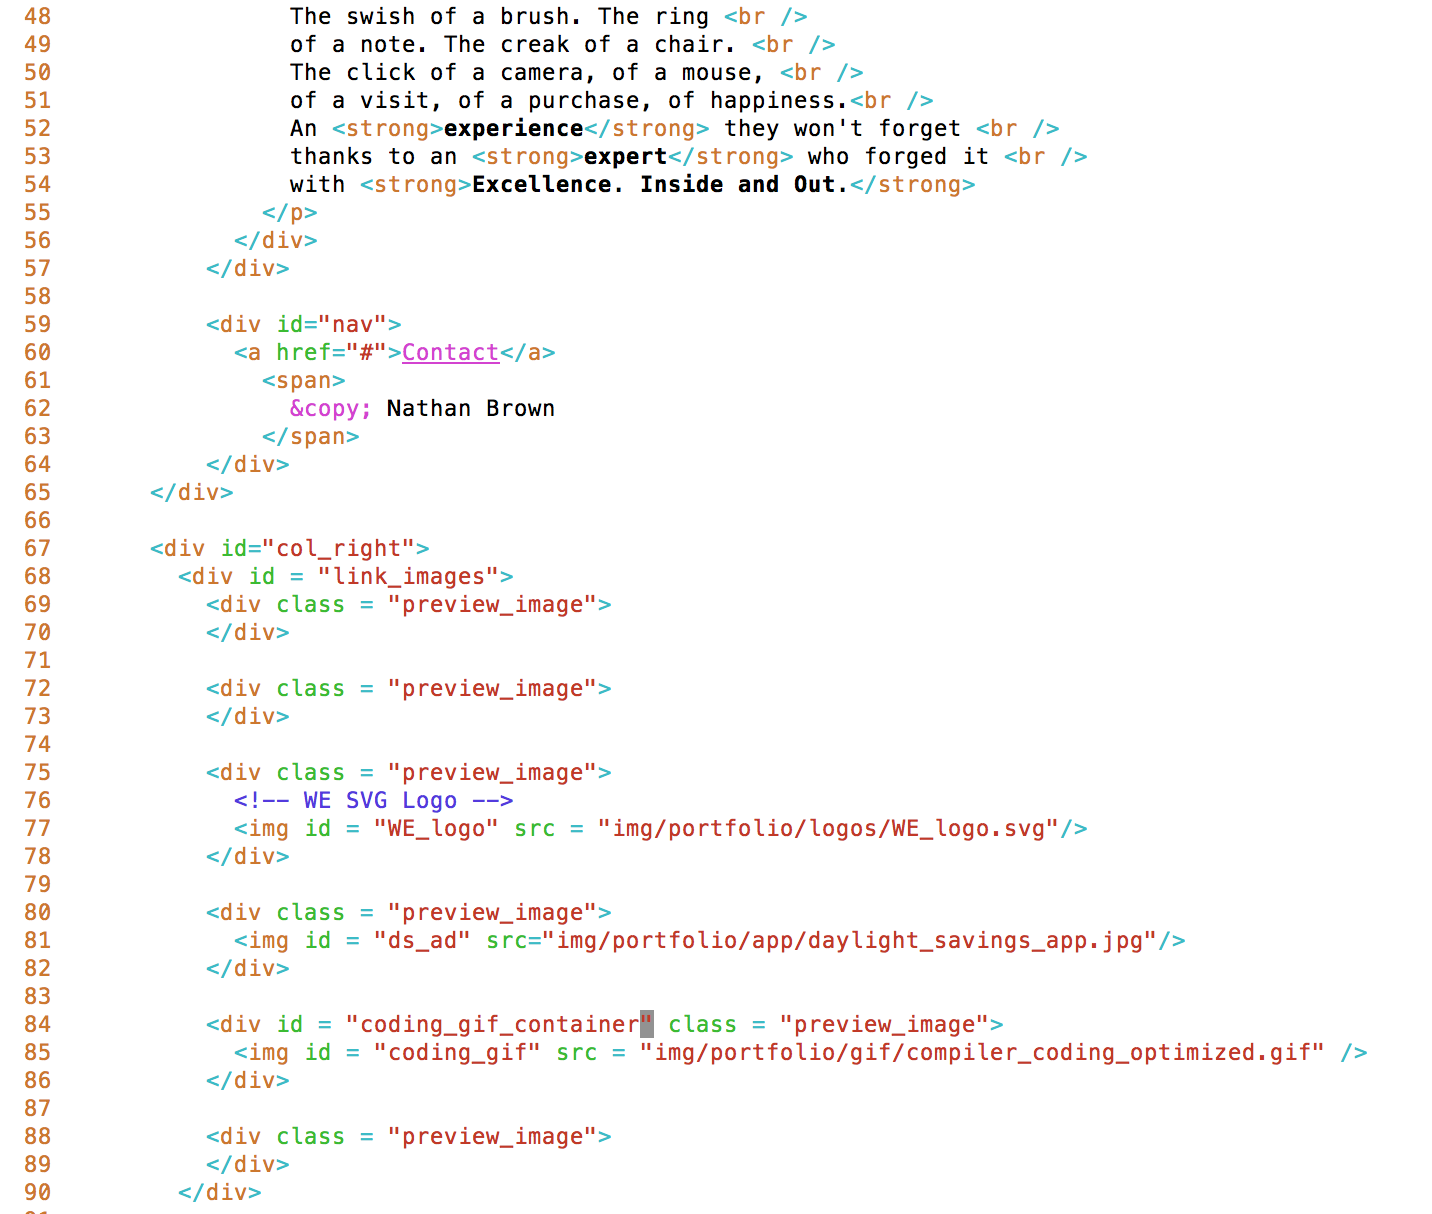 48 The swish of a brush. The ring <br />
49 of a note. The creak of a chair. <br />
50 The click of a camera, of a mouse, <br />
51 of a visit, of a purchase, of happiness.<br />
52 An <strong>experience</strong> they won't forget <br />
53 thanks to an <strong>expert</strong> who forged it <br />
54 with <strong>Excellence. Inside and Out.</strong>
55 </p>
56 </div>
57 </div>
58
59 <div id="nav">
60 <a href="#">Contact</a>
61 <span>
62 &copy; Nathan Brown
63 </span>
64 </div>
65 </div>
66
67 <div id="col_right">
68 <div id = "link_images">
69 <div class = "preview_image">
70 </div>
71
72 <div class = "preview_image">
73 </div>
74
75 <div class = "preview_image">
76 <!-- WE SVG Logo -->
77 <img id = "WE_logo" src = "img/portfolio/logos/WE_logo.svg"/>
78 </div>
79
80 <div class = "preview_image">
81 <img id = "ds_ad" src="img/portfolio/app/daylight_savings_app.jpg"/>
82 </div>
83
84 <div id = "coding_gif_container" class = "preview_image">
85 <img id = "coding_gif" src = "img/portfolio/gif/compiler_coding_optimized.gif" />
86 </div>
87
88 <div class = "preview_image">
89 </div>
90 </div>